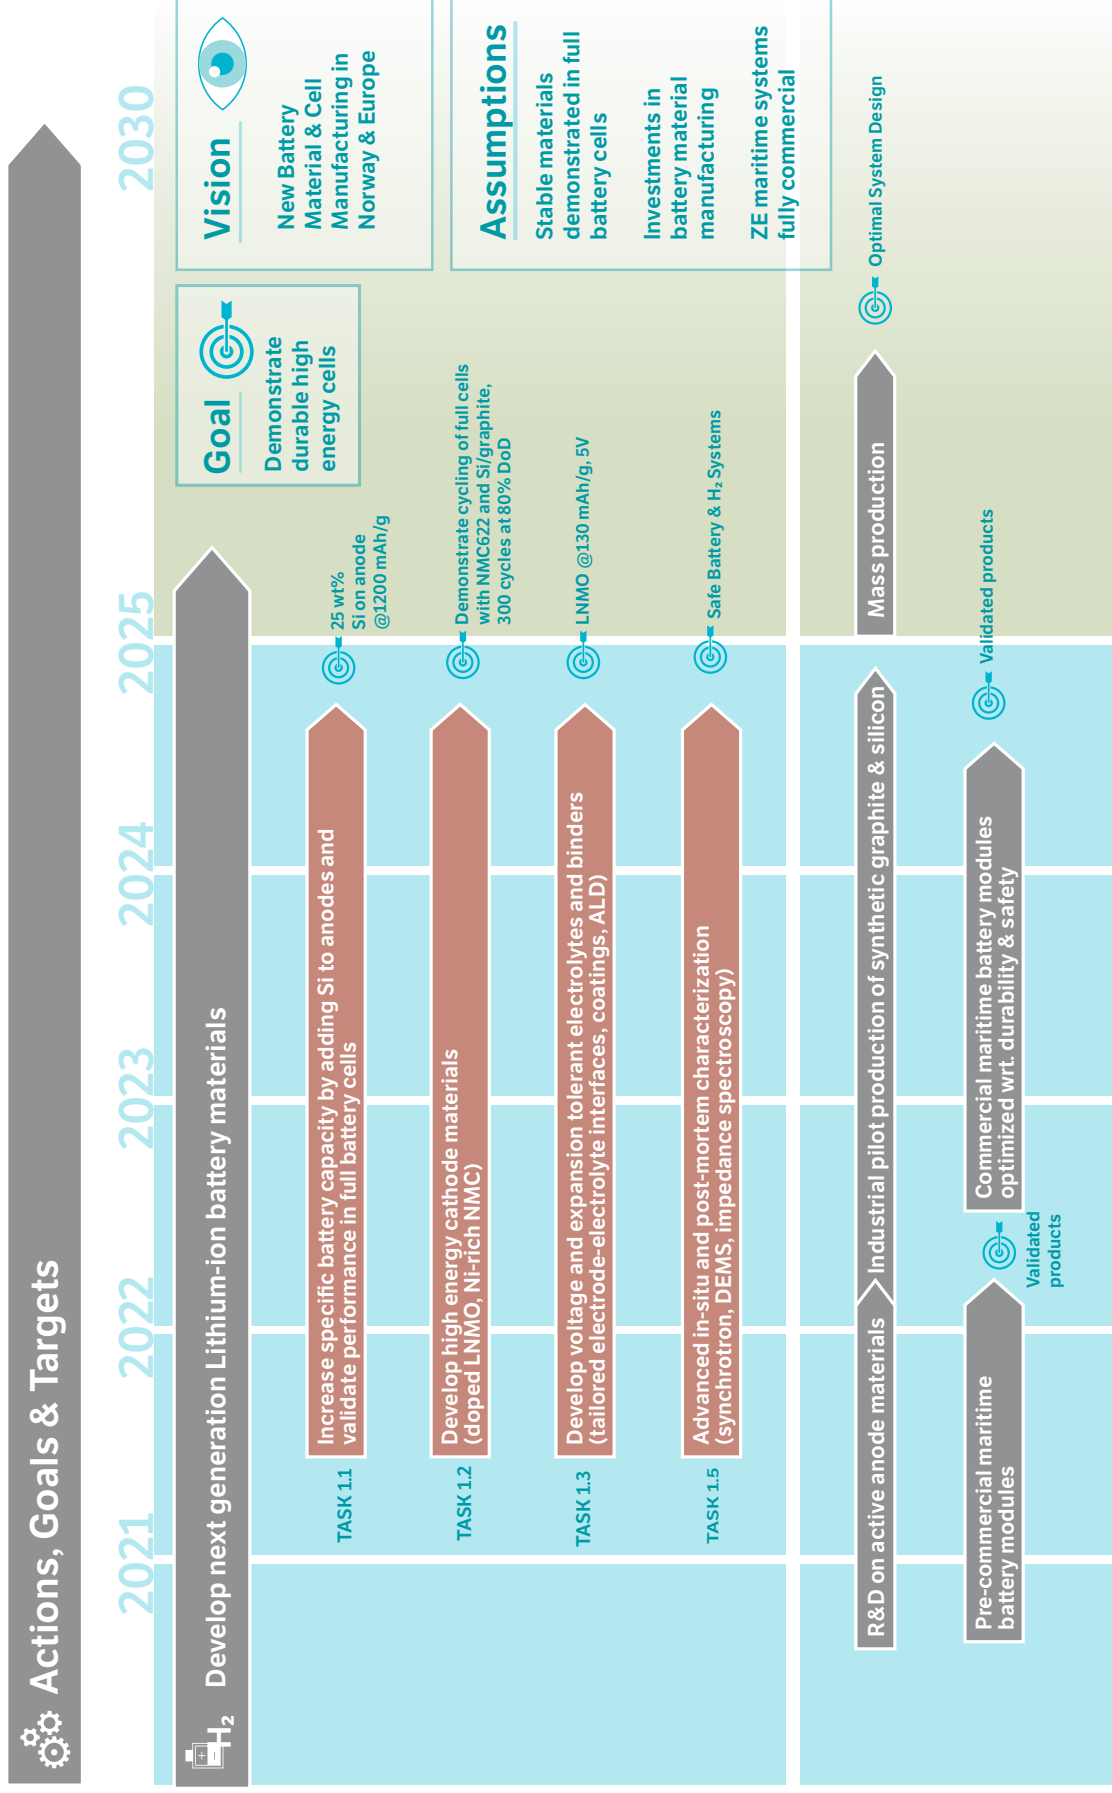 Actions, Goals & Targets
2021
2022
2023
2024
2025
2030
H₂
Develop next generation Lithium-ion battery materials
TASK 1.1
Increase specific battery capacity by adding Si to anodes and
validate performance in full battery cells
25 wt%
Si on anode
@1200 mAh/g
TASK 1.2
Develop high energy cathode materials
(doped LNMO, Ni-rich NMC)
Demonstrate cycling of full cells
with NMC622 and Si/graphite,
300 cycles at 80% DoD
TASK 1.3
Develop voltage and expansion tolerant electrolytes and binders
(tailored electrode-electrolyte interfaces, coatings, ALD)
LNMO @130 mAh/g, 5V
TASK 1.5
Advanced in-situ and post-mortem characterization
(synchrotron, DEMS, impedance spectroscopy)
Safe Battery & H₂ Systems
Goal
Demonstrate
durable high
energy cells
Vision
New Battery
Material & Cell
Manufacturing in
Norway & Europe
Assumptions
Stable materials
demonstrated in full
battery cells
Investments in
battery material
manufacturing
ZE maritime systems
fully commercial
R&D on active anode materials
Industrial pilot production of synthetic graphite & silicon
Mass production
Optimal System Design
Pre-commercial maritime
battery modules
Validated
products
Commercial maritime battery modules
optimized wrt. durability & safety
Validated products